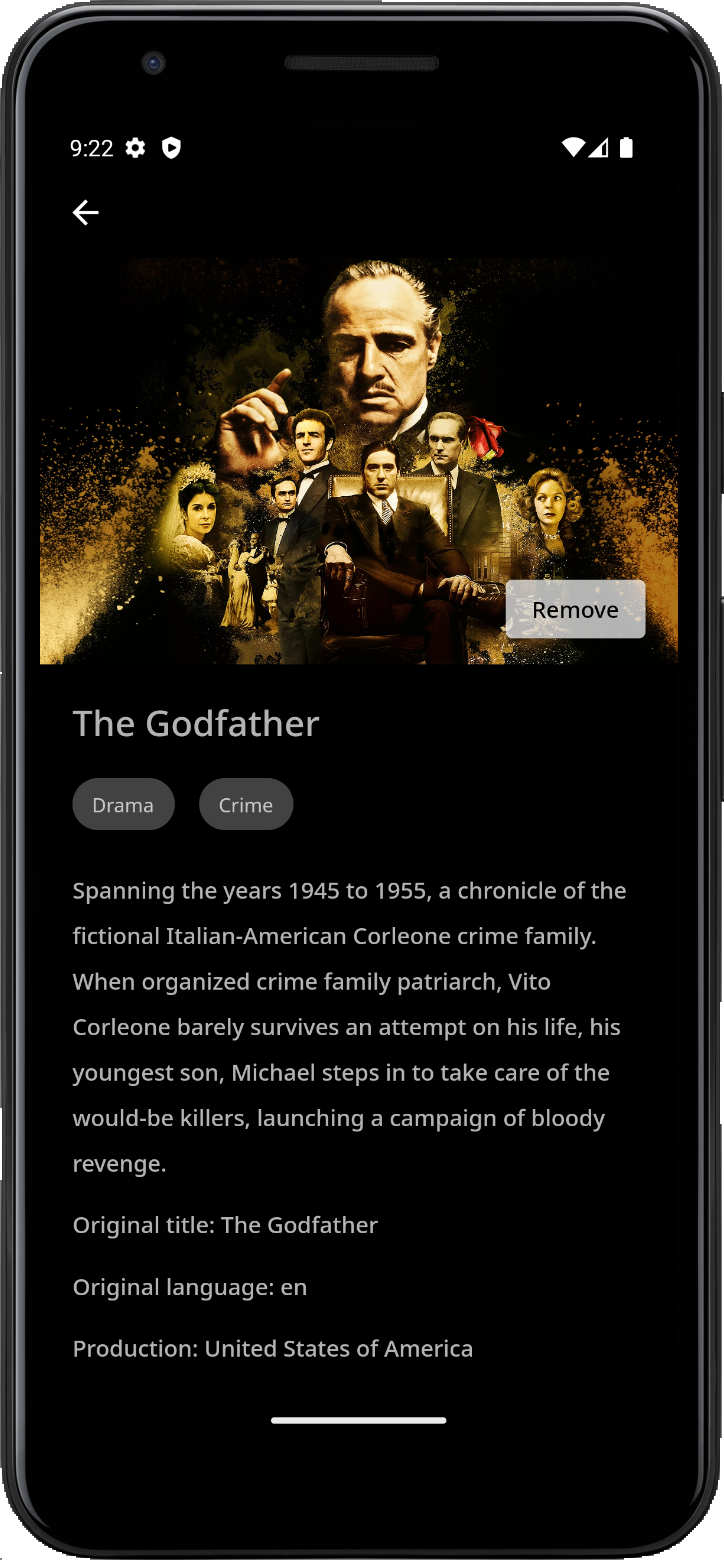 9:22
Remove
The Godfather
Drama Crime
Spanning the years 1945 to 1955, a chronicle of the
fictional Italian-American Corleone crime family.
When organized crime family patriarch, Vito
Corleone barely survives an attempt on his life, his
youngest son, Michael steps in to take care of the
would-be killers, launching a campaign of bloody
revenge.
Original title: The Godfather
Original language: en
Production: United States of America